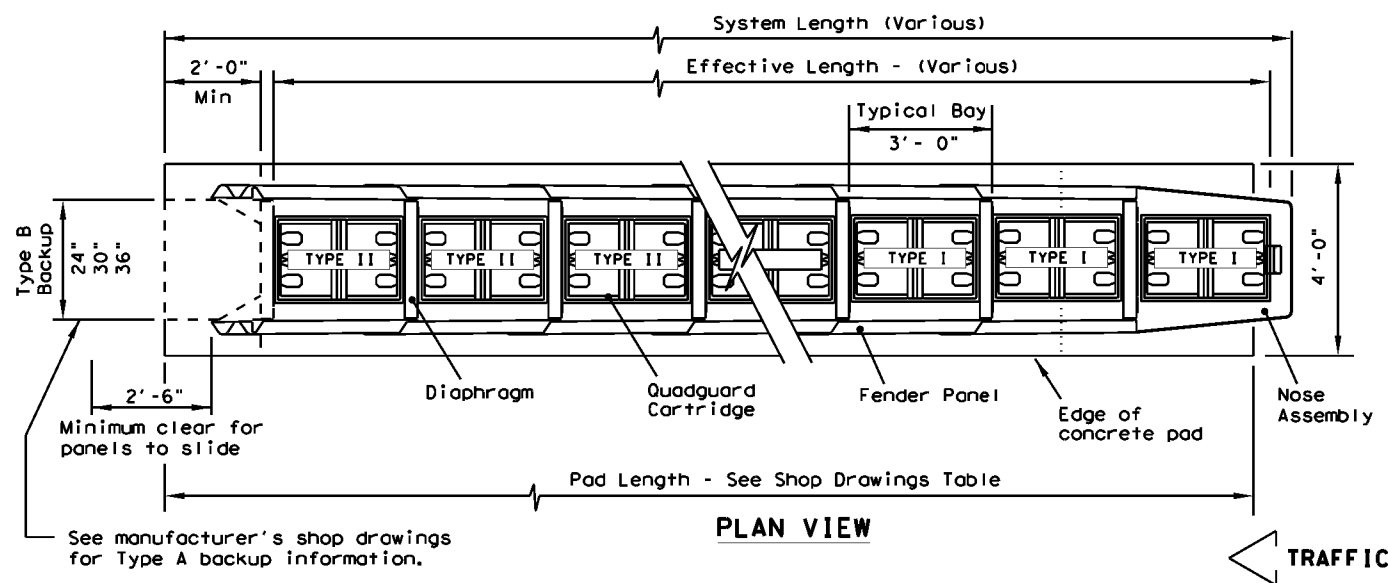 System Length (Various)
2'-0"
Min
Effective Length - (Various)
Typical Bay
3'- 0"
Type B
Backup
24"
30"
36"
TYPE II
TYPE II
TYPE II
TYPE I
TYPE I
TYPE I
4'-0"
2'-6"
Minimum clear for
panels to slide
Diaphragm
Quadguard
Cartridge
Fender Panel
Edge of
concrete pad
Nose
Assembly
Pad Length - See Shop Drawings Table
PLAN VIEW
See manufacturer's shop drawings
for Type A backup information.
TRAFFIC